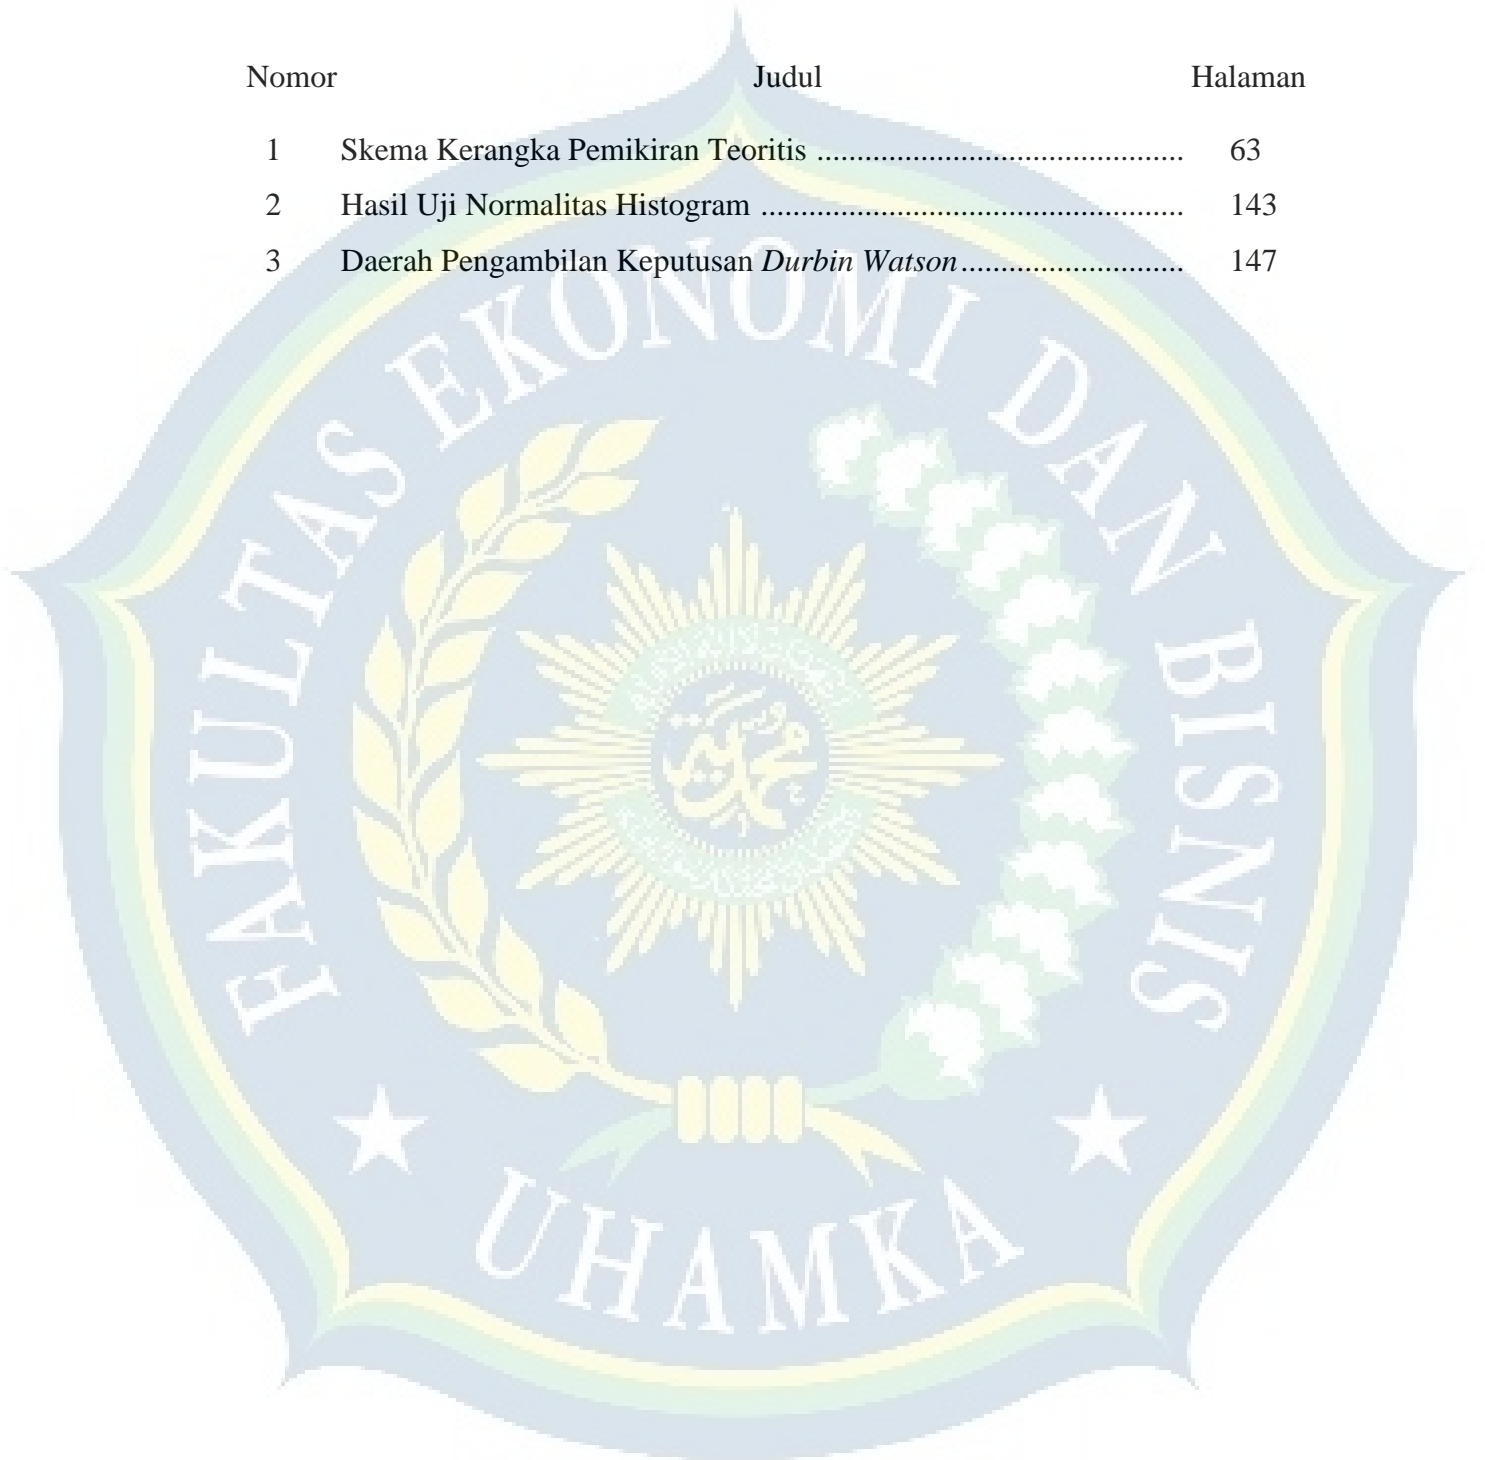 Nomor Judul Halaman
1 Skema Kerangka Pemikiran Teoritis .............................................. 63
2 Hasil Uji Normalitas Histogram ..................................................... 143
3 Daerah Pengambilan Keputusan Durbin Watson............................ 147
FAKULTAS EKONOMI DAN BISNIS
محمدية
UHAMKA